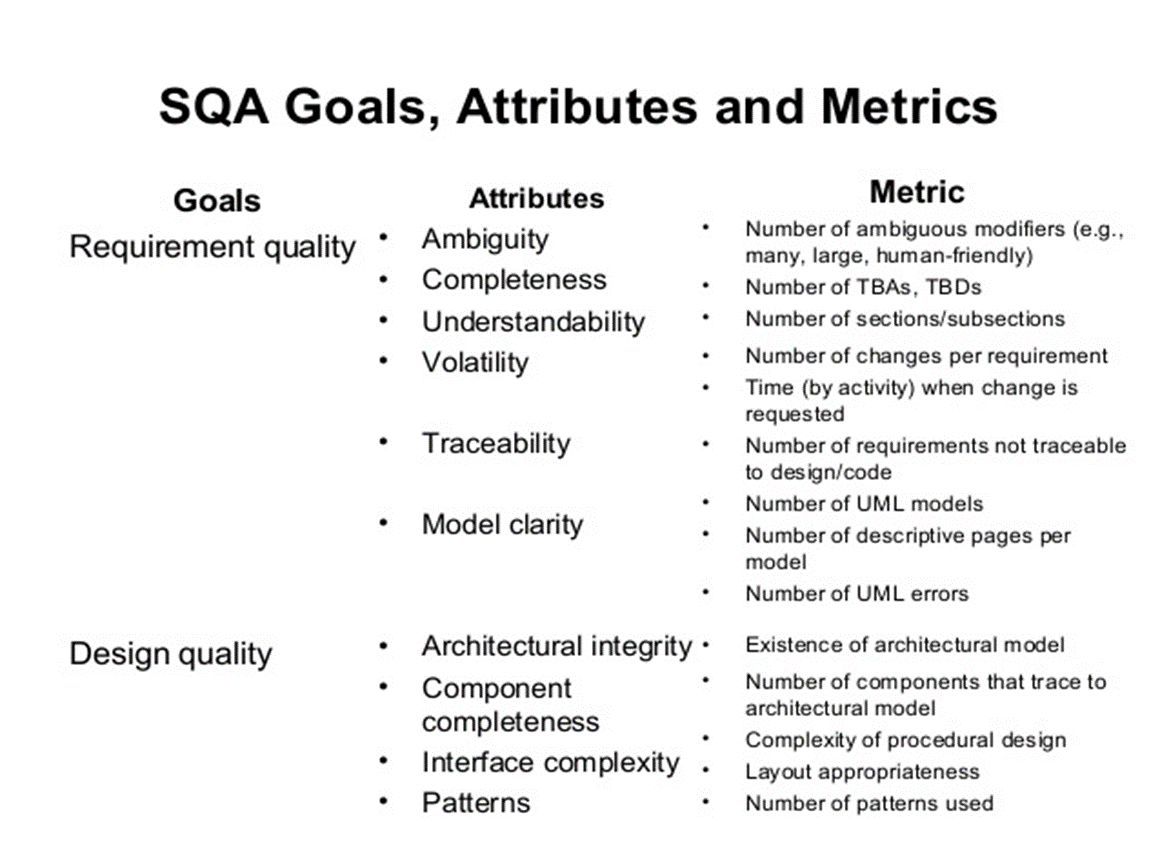 SQA Goals, Attributes and Metrics
Goals
Requirement quality
Design quality
Attributes
• Ambiguity
• Completeness
• Understandability
• Volatility
• Traceability
• Model clarity
• Architectural integrity
• Component
completeness
• Interface complexity
• Patterns
Metric
• Number of ambiguous modifiers (e.g.,
many, large, human-friendly)
• Number of TBAs, TBDs
• Number of sections/subsections
• Number of changes per requirement
• Time (by activity) when change is
requested
• Number of requirements not traceable
to design/code
• Number of UML models
• Number of descriptive pages per
model
• Number of UML errors
• Existence of architectural model
• Number of components that trace to
architectural model
• Complexity of procedural design
• Layout appropriateness
• Number of patterns used